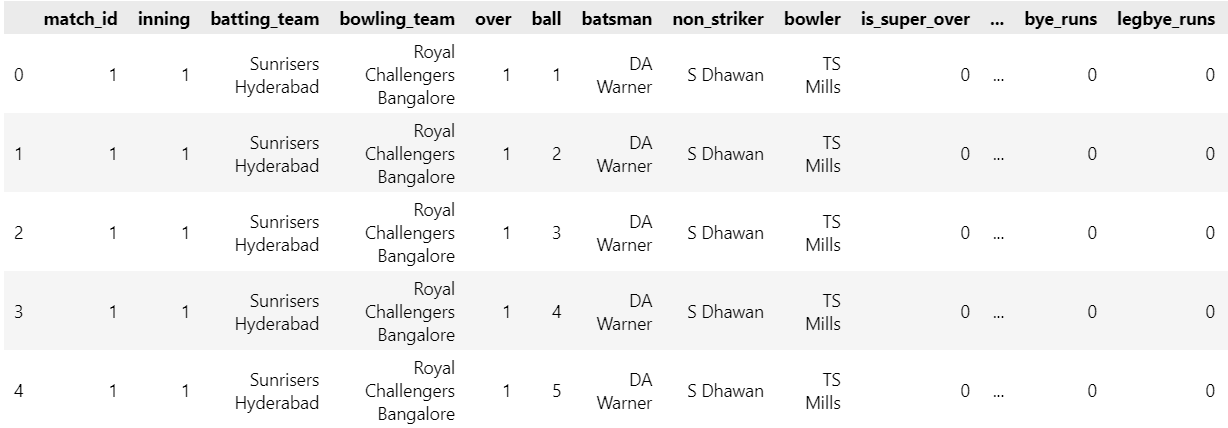 match_id inning batting_team bowling_team over ball batsman non_striker bowler is_super_over ... bye_runs legbye_runs
0 1 1 Sunrisers Hyderabad Royal Challengers Bangalore 1 1 DA Warner S Dhawan TS Mills 0 ... 0 0
1 1 1 Sunrisers Hyderabad Royal Challengers Bangalore 1 2 DA Warner S Dhawan TS Mills 0 ... 0 0
2 1 1 Sunrisers Hyderabad Royal Challengers Bangalore 1 3 DA Warner S Dhawan TS Mills 0 ... 0 0
3 1 1 Sunrisers Hyderabad Royal Challengers Bangalore 1 4 DA Warner S Dhawan TS Mills 0 ... 0 0
4 1 1 Sunrisers Hyderabad Royal Challengers Bangalore 1 5 DA Warner S Dhawan TS Mills 0 ... 0 0